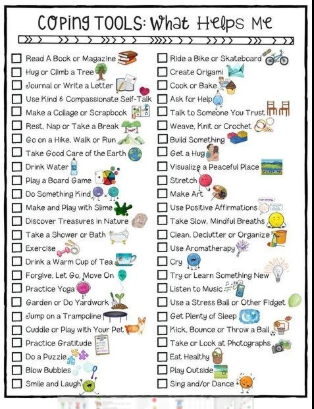 COPING TOOLS: What Helps Me
Read A Book or Magazine
Hug or Climb a Tree
Journal or Write a Letter
Use Kind & Compassionate Self-Talk
Make a Collage or Scrapbook
Rest, Nap or Take a Break
Go on a Hike, Walk or Run
Take Good Care of the Earth
Drink Water
Play a Board Game
Do Something Kind
Make and Play with Slime
Discover Treasures in Nature
Take a Shower or Bath
Exercise
Drink a Warm Cup of Tea
Forgive, Let Go, Move On
Practice Yoga
Garden or Do Yardwork
Jump on a Trampoline
Cuddle or Play with Your Pet
Practice Gratitude
Do a Puzzle
Blow Bubbles
Smile and Laugh
Ride a Bike or Skateboard
Create Origami
Cook or Bake
Ask for Help
Talk to Someone You Trust
Weave, Knit or Crochet
Build Something
Get a Hug
Visualize a Peaceful Place
Stretch
Make Art
Use Positive Affirmations
Take Slow, Mindful Breaths
Clean, Declutter or Organize
Use Aromatherapy
Cry
Try or Learn Something New
Listen to Music
Use a Stress Ball or Other Fidget
Get Plenty of Sleep
Kick, Bounce or Throw a Ball
Take or Look at Photographs
Eat Healthy
Play Outside
Sing and/or Dance